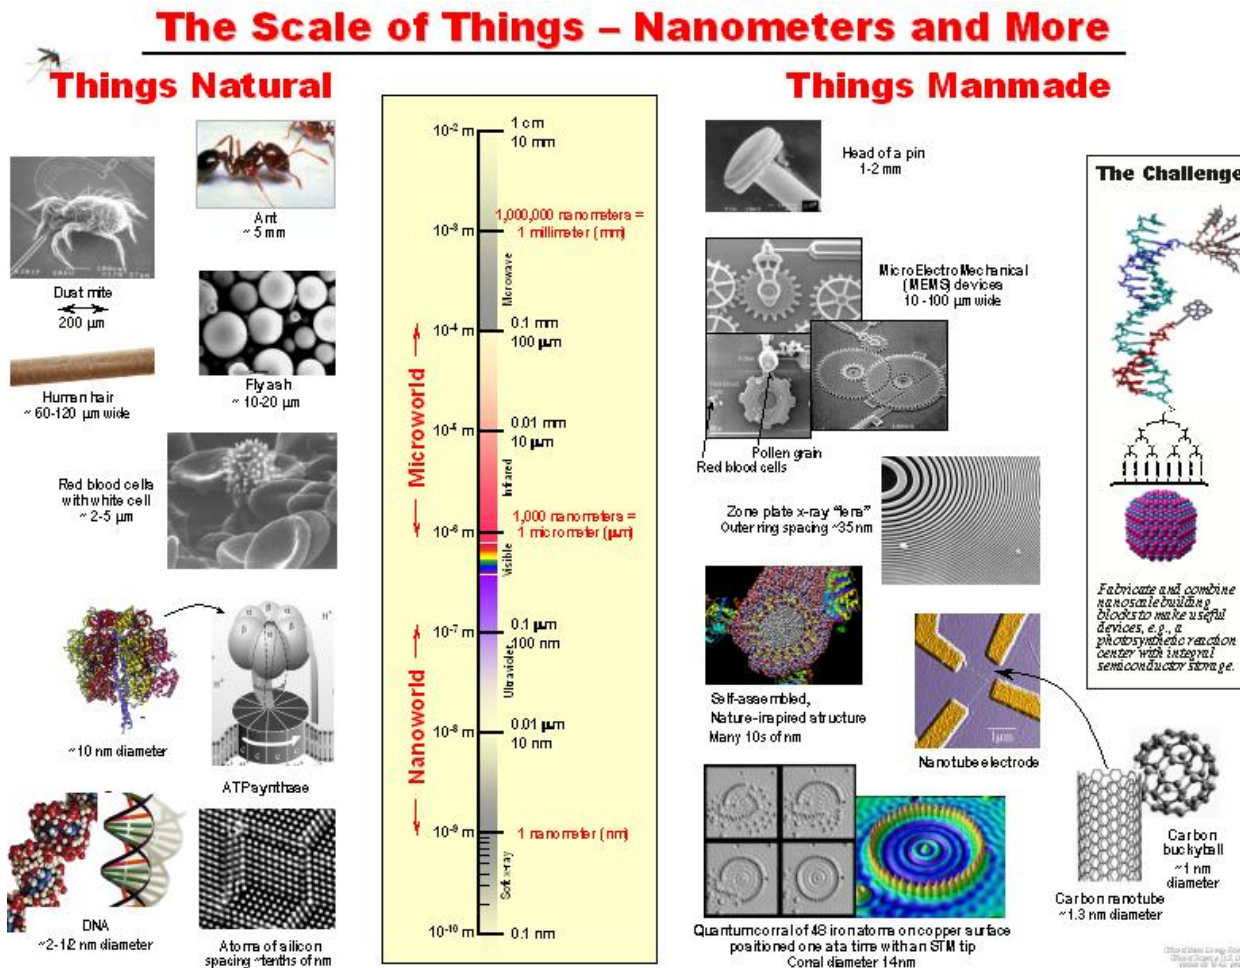 The Scale of Things – Nanometers and More
Things Natural
Things Manmade
Ant
~ 5 mm
Dust mite
200 µm
Human hair
~ 60-120 µm wide
Fly ash
~ 10-20 µm
Red blood cells
with white cell
~ 2-5 µm
~10 nm diameter
ATP synthase
DNA
~2-1/2 nm diameter
Atoms of silicon
spacing ~tenths of nm
10-2 m
1 cm
10 mm
1,000,000 nanometers =
10-3 m
1 millimeter (mm)
Microwave
10-4 m
0.1 mm
100 µm
Microworld
10-5 m
0.01 mm
10 µm
Infrared
1,000 nanometers =
10-6 m
1 micrometer (µm)
Visible
10-7 m
0.1 µm
100 nm
Ultraviolet
Nanoworld
10-8 m
0.01 µm
10 nm
10-9 m
1 nanometer (nm)
Soft x-ray
10-10 m
0.1 nm
Head of a pin
1-2 mm
MicroElectroMechanical
(MEMS) devices
10 -100 µm wide
Pollen grain
Red blood cells
Zone plate x-ray "lens"
Outer ring spacing ~35 nm
Self-assembled,
Nature-inspired structure
Many 10s of nm
1µm
Nanotube electrode
Quantum corral of 48 iron atoms on copper surface
positioned one at a time with an STM tip
Corral diameter 14 nm
Carbon nanotube
~1.3 nm diameter
Carbon
buckyball
~1 nm
diameter
The Challenge
Fabricate and combine
nanoscale building
blocks to make useful
devices, e.g., a
photosynthetic reaction
center with integral
semiconductor storage.